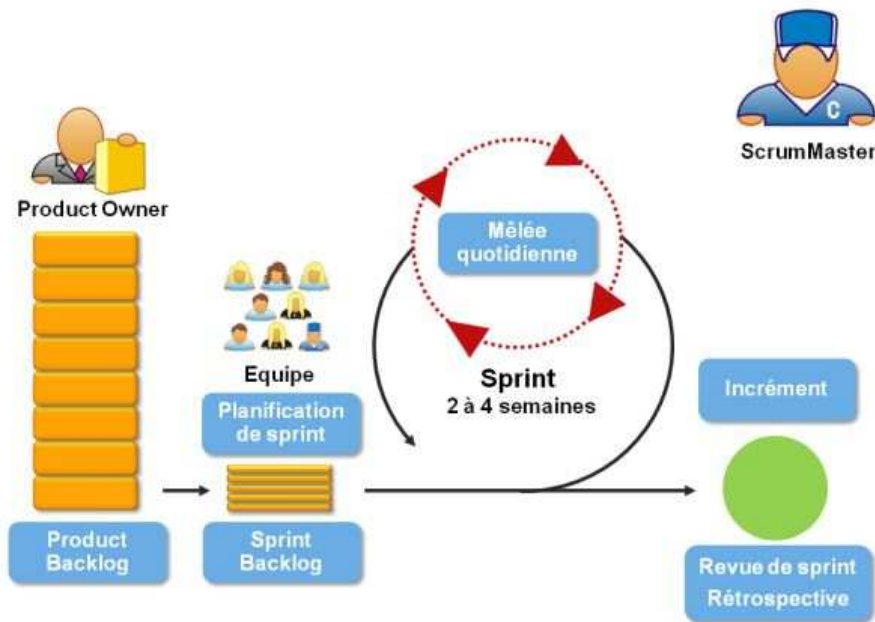 C
ScrumMaster
Product Owner
Mêlée
quotidienne
Equipe
Sprint
2 à 4 semaines
Planification
de sprint
Incrément
Product
Backlog
Sprint
Backlog
Revue de sprint
Rétrospective